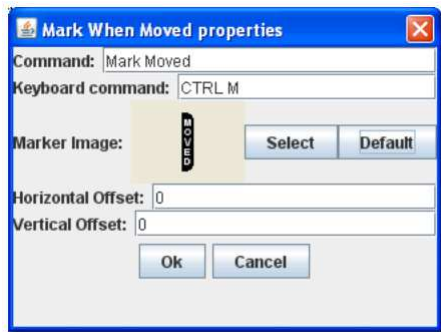 Mark When Moved properties
Command: Mark Moved
Keyboard command: CTRL M
Marker Image: MOVED Select Default
Horizontal Offset: 0
Vertical Offset: 0
Ok Cancel